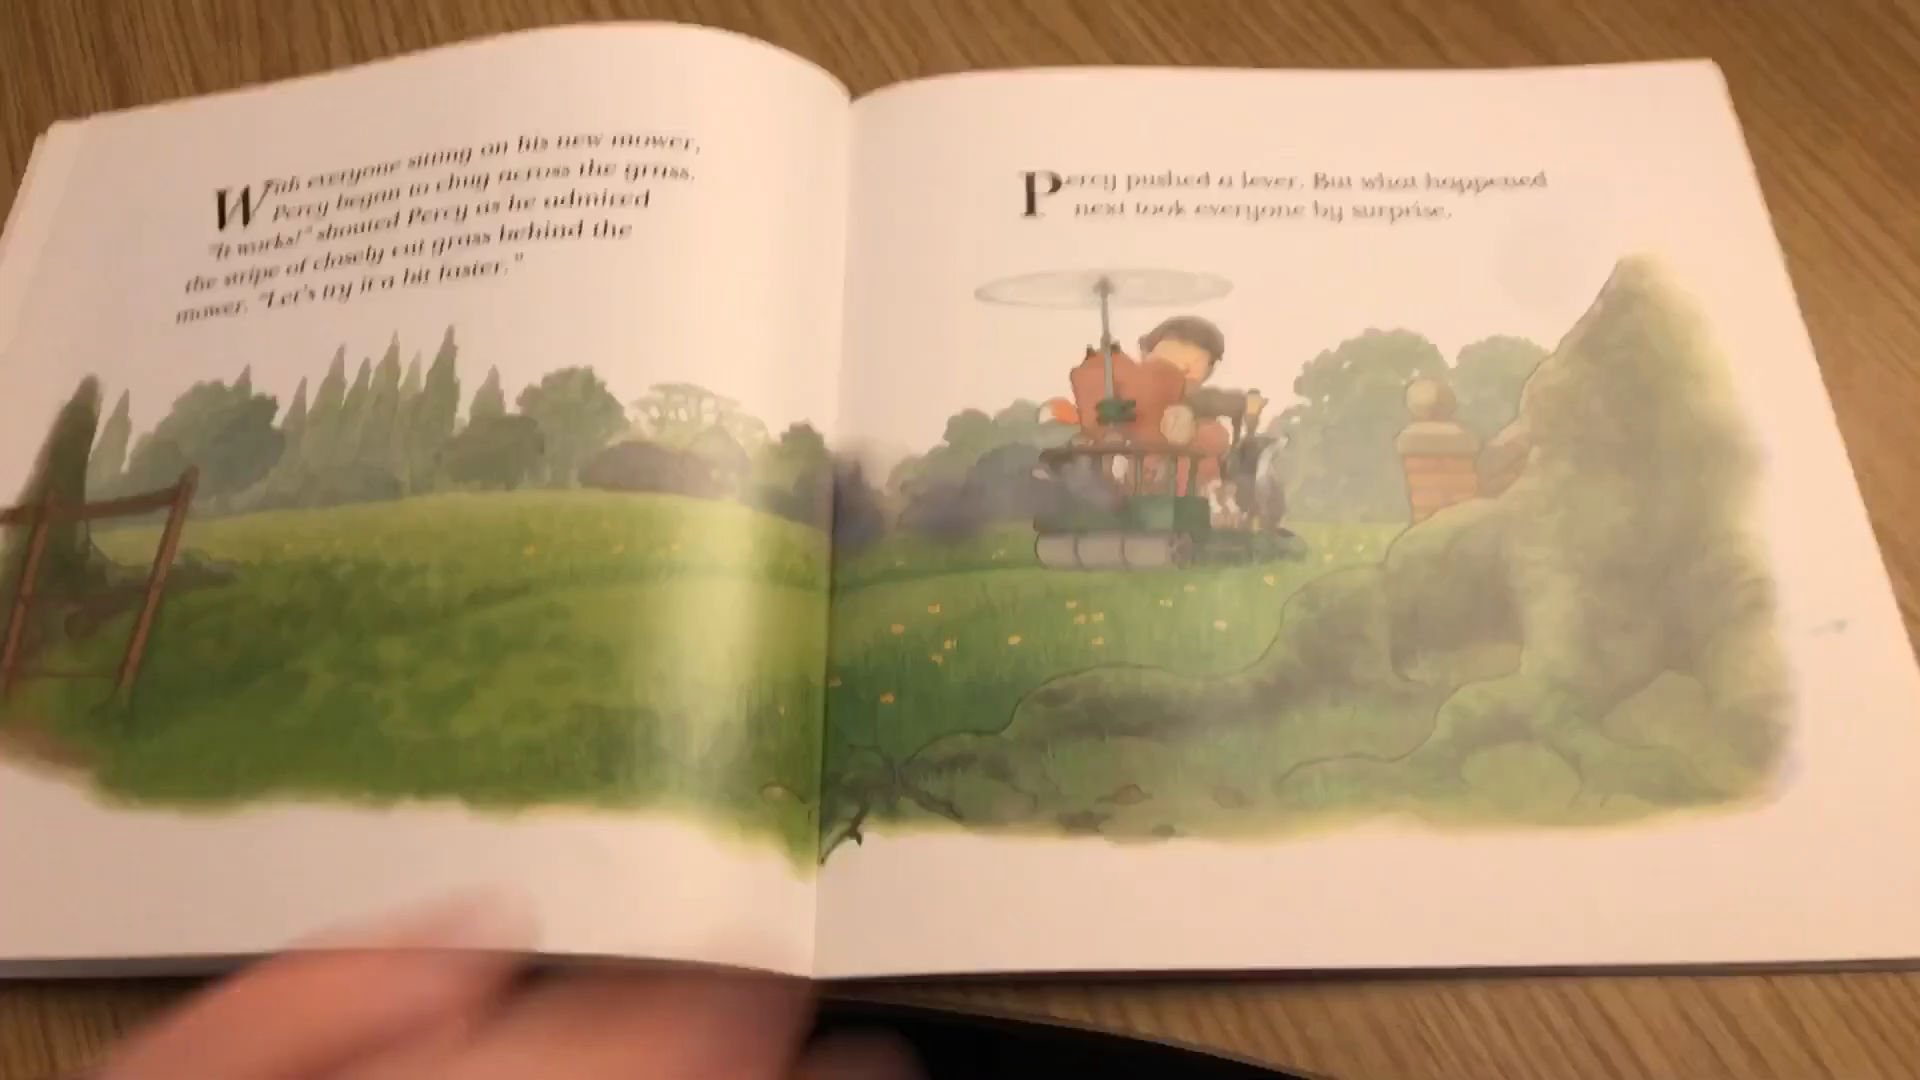 With everyone sitting on his new mower,
Percy began to chug across the grass.
"It works!" shouted Percy as he admired
the stripe of closely cut grass behind the
mower. "Let's try it a bit faster."
Percy pushed a lever. But what happened
next took everyone by surprise.